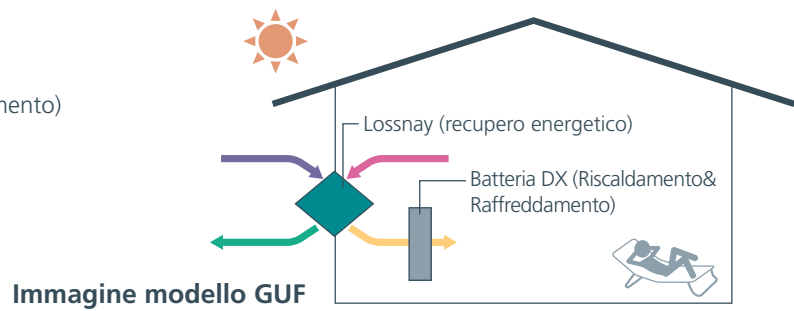 mento)
Lossnay (recupero energetico)
Batteria DX (Riscaldamento&
Raffreddamento)
Immagine modello GUF